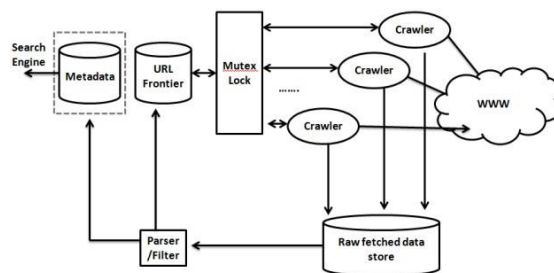 Search
Engine
Metadata
URL
Frontier
Mutex
Lock
.......
Crawler
Crawler
Crawler
WWW
Parser
/Filter
Raw fetched data
store